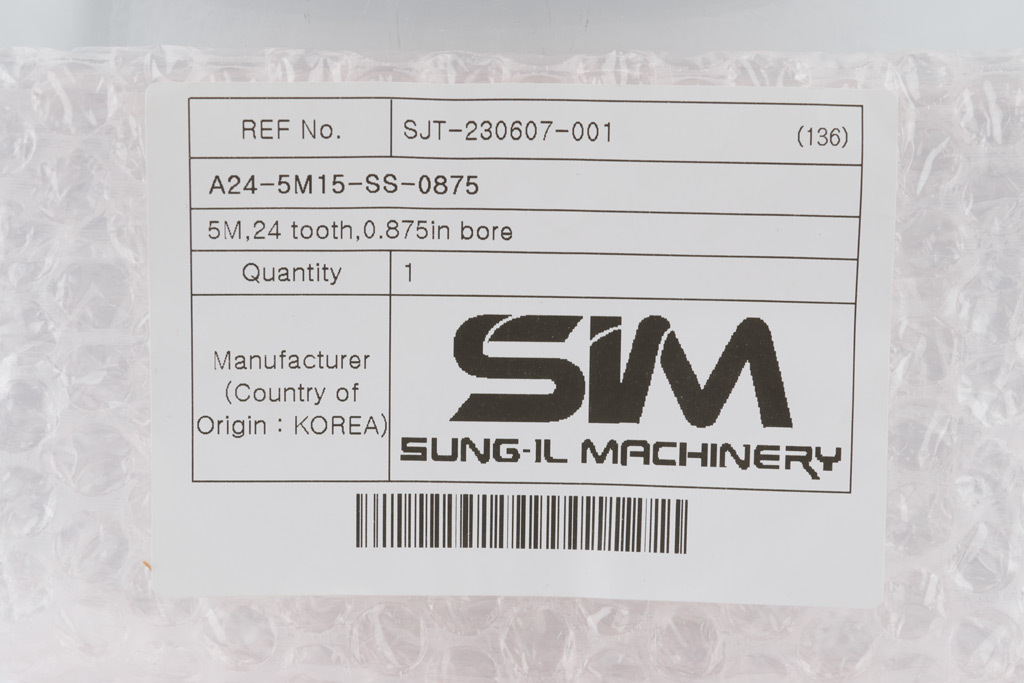 REF No. SJT-230607-001 (136)
A24-5M15-SS-0875
5M,24 tooth,0.875in bore
Quantity 1
Manufacturer
(Country of
Origin : KOREA)
SIM
SUNG-IL MACHINERY